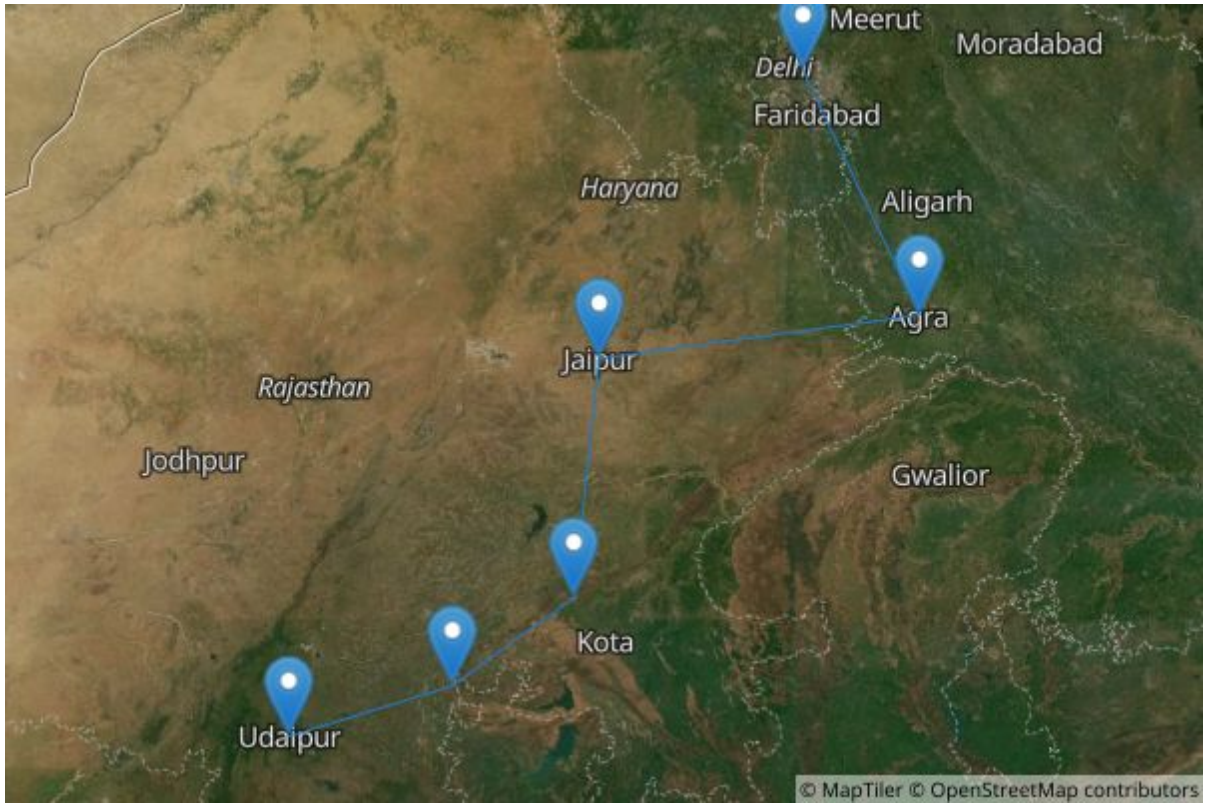 Meerut
Moradabad
Delhi
Faridabad
Haryana
Aligarh
Agra
Jaipur
Rajasthan
Jodhpur
Gwalior
Kota
Udaipur
© MapTiler © OpenStreetMap contributors